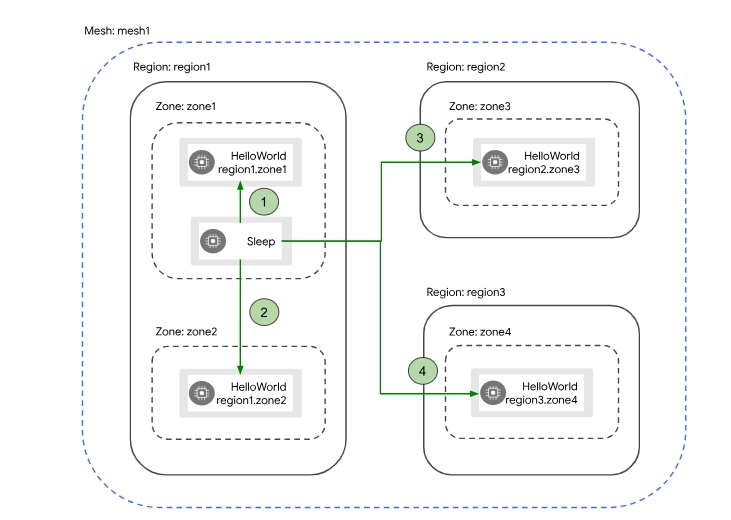 Mesh: mesh1
Region: region1
Zone: zone1
HelloWorld
region1.zone1
1
Sleep
2
Zone: zone2
HelloWorld
region1.zone2
Region: region2
Zone: zone3
3
HelloWorld
region2.zone3
Region: region3
Zone: zone4
4
HelloWorld
region3.zone4